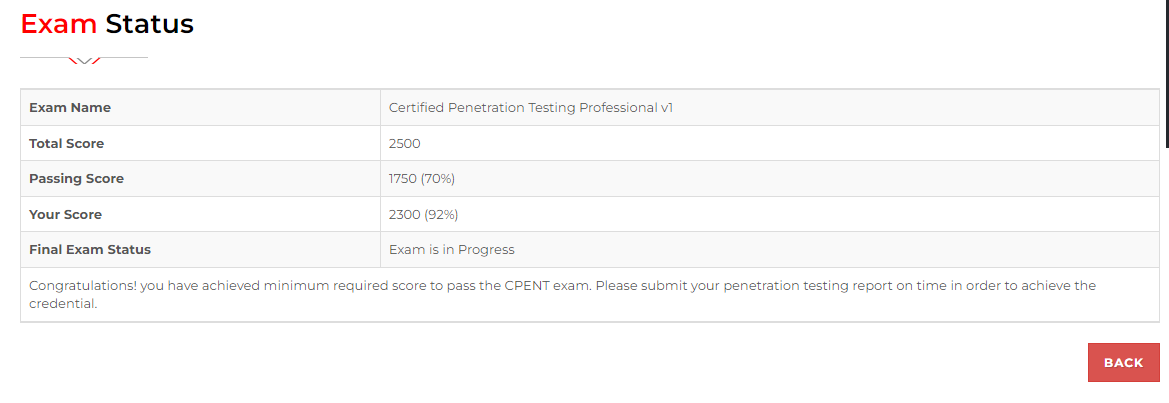 Exam Status
Exam Name
Certified Penetration Testing Professional v1
Total Score
2500
Passing Score
1750 (70%)
Your Score
2300 (92%)
Final Exam Status
Exam is in Progress
Congratulations! you have achieved minimum required score to pass the CPENT exam. Please submit your penetration testing report on time in order to achieve the
credential.
BACK